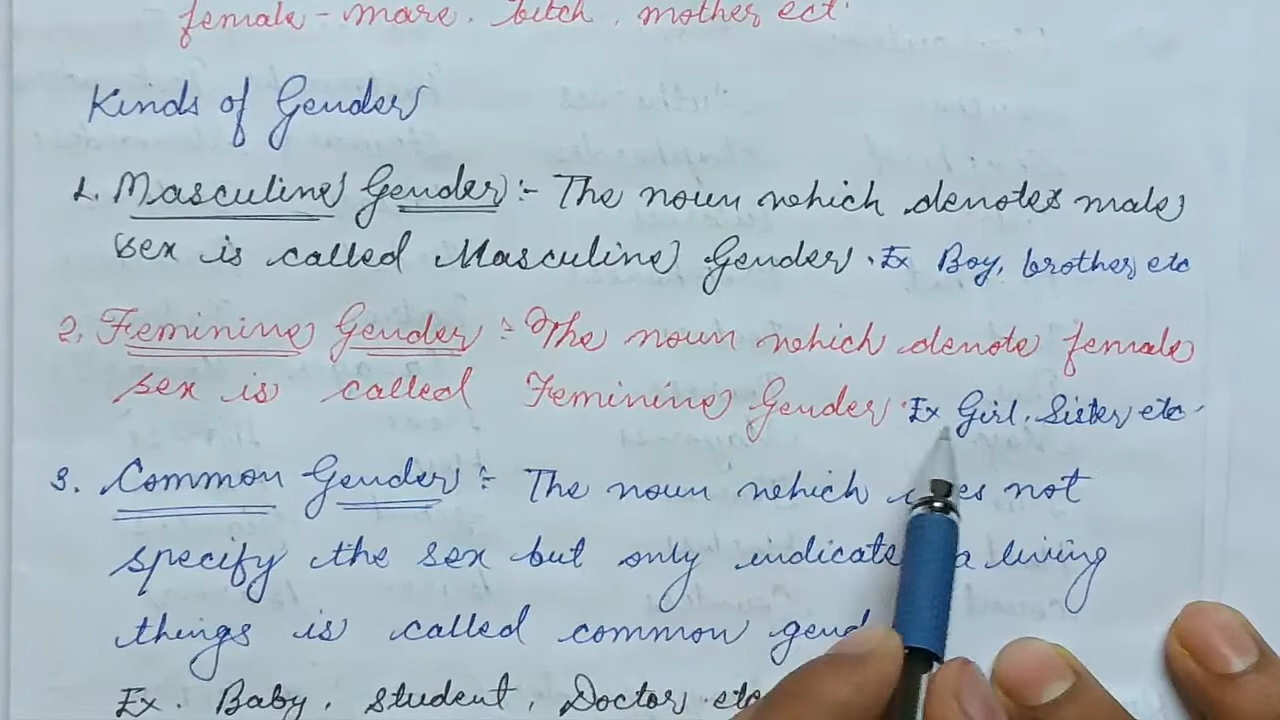 female - mare. bitch, mother ect.
Kinds of Gender
1. Masculine Gender :- The noun which denotes male
sex is called Masculine Gender. Ex Boy, brother etc
2. Feminine Gender :- The noun which denote female
sex is called Feminine Gender. Ex Girl, Sister etc.
3. Common Gender :- The noun which not
specify the sex but only indicate a living
things is called common
Ex. Baby, student, Doctor etc